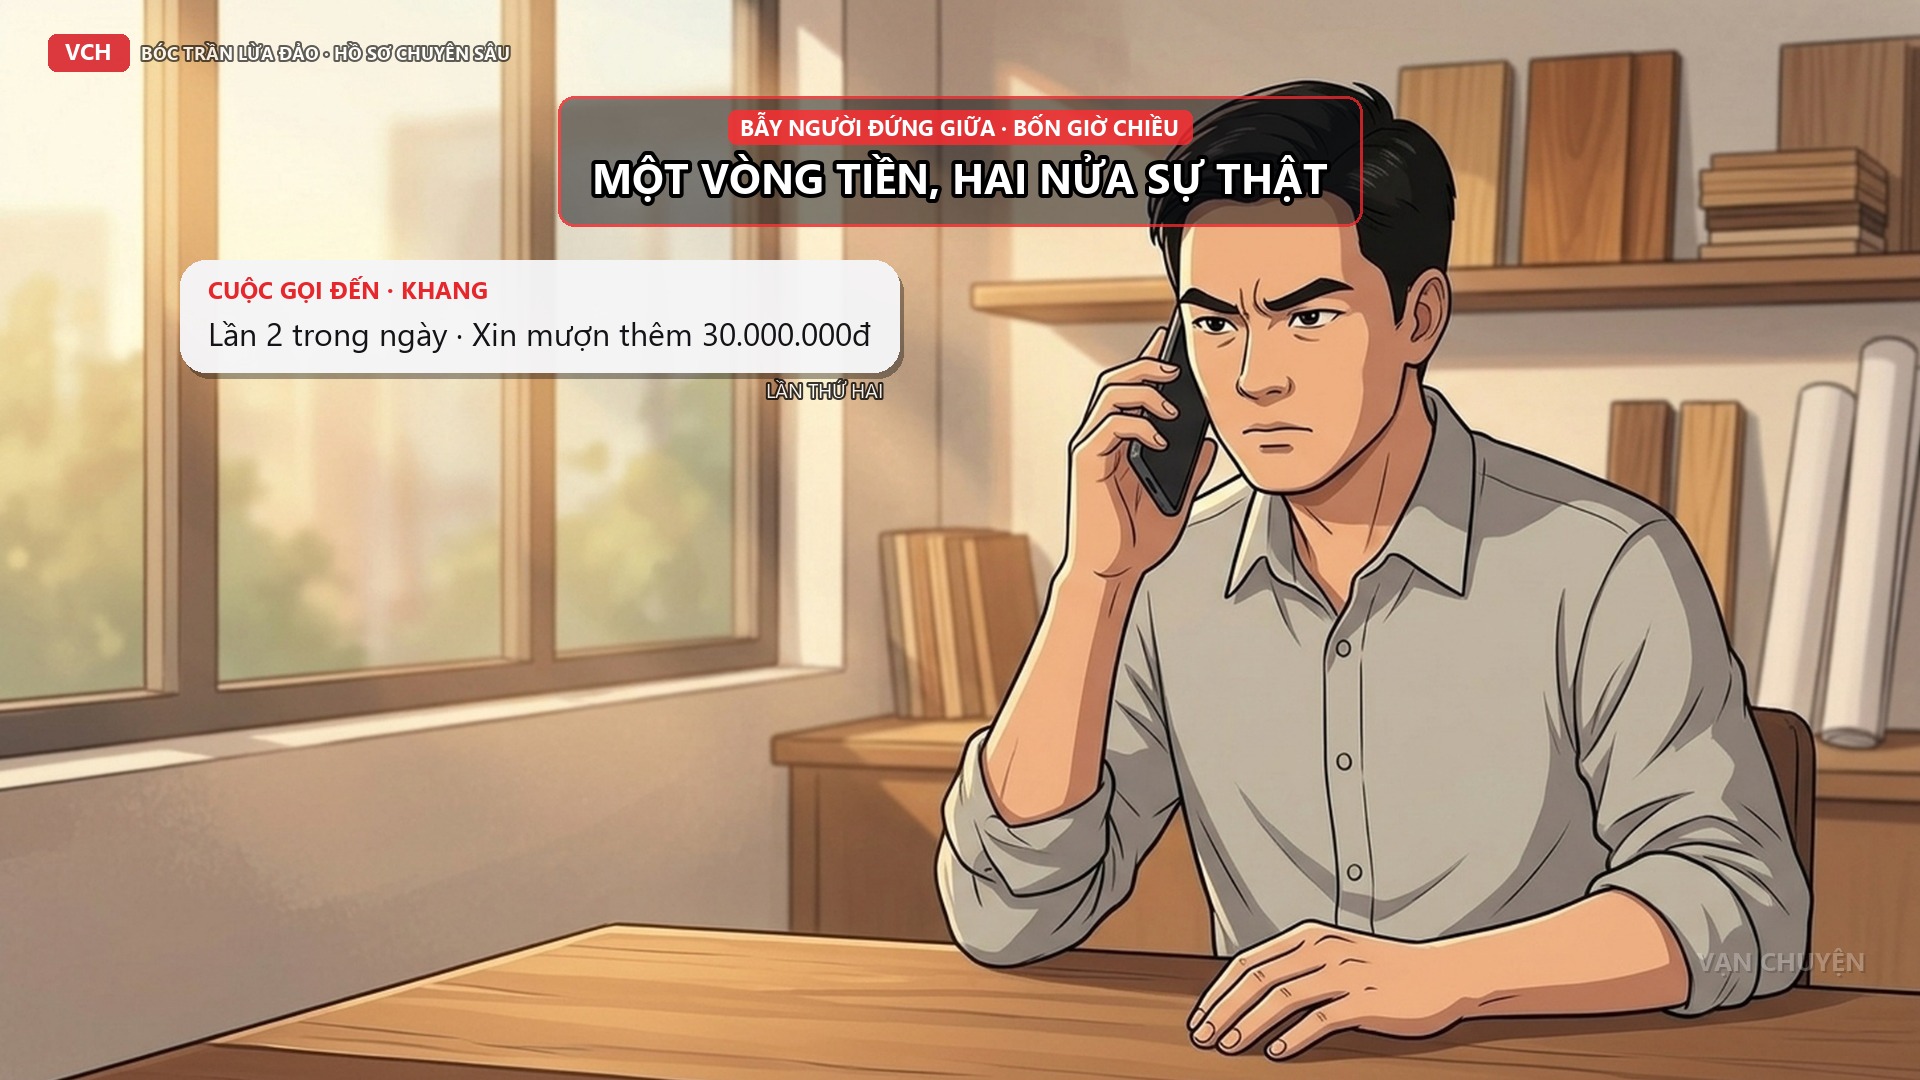 VCH BÓC TRẦN LỪA ĐẢO · HỒ SƠ CHUYÊN SÂU
BẪY NGƯỜI ĐỨNG GIỮA · BỐN GIỜ CHIỀU
MỘT VÒNG TIỀN, HAI NỬA SỰ THẬT
CUỘC GỌI ĐẾN · KHANG
Lần 2 trong ngày · Xin mượn thêm 30.000.000đ
LẦN THỨ HAI
VẠN CHUYỆN